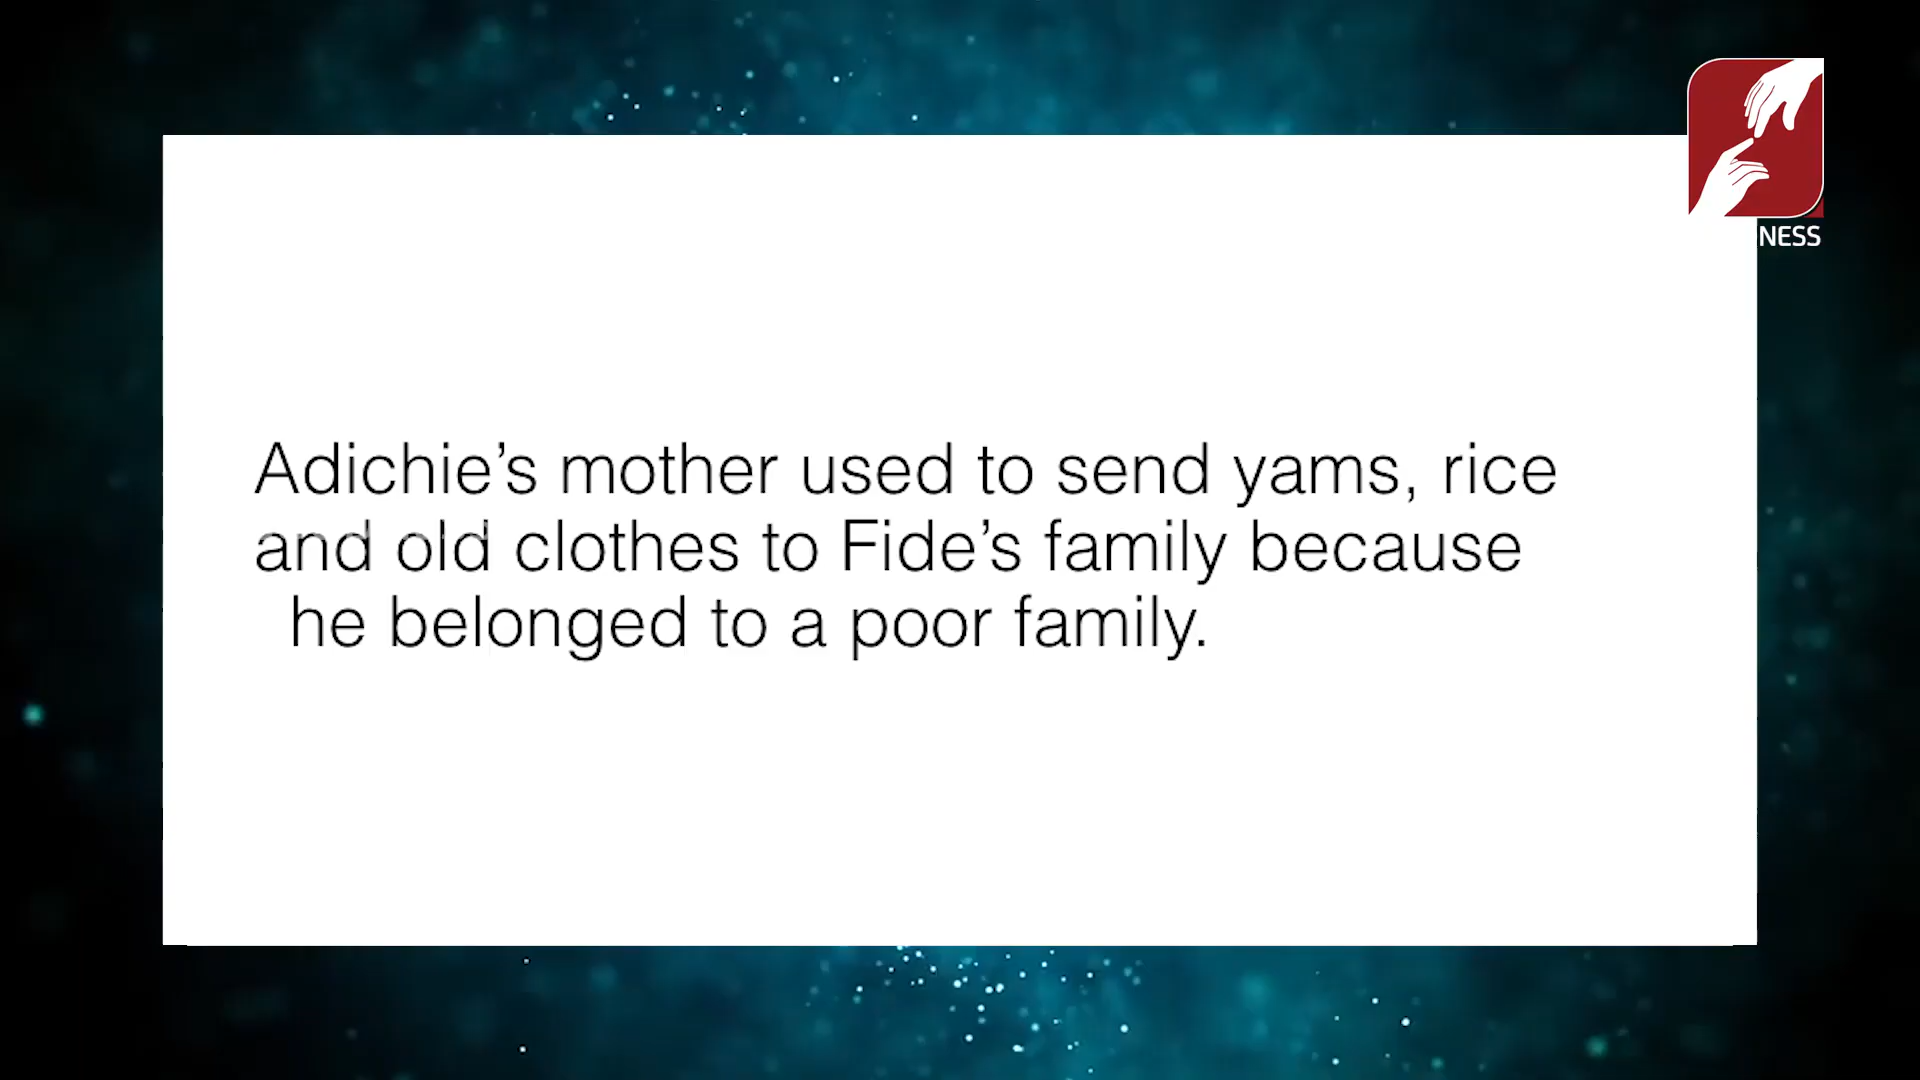 NESS
Adichie’s mother used to send yams, rice
and old clothes to Fide’s family because
he belonged to a poor family.